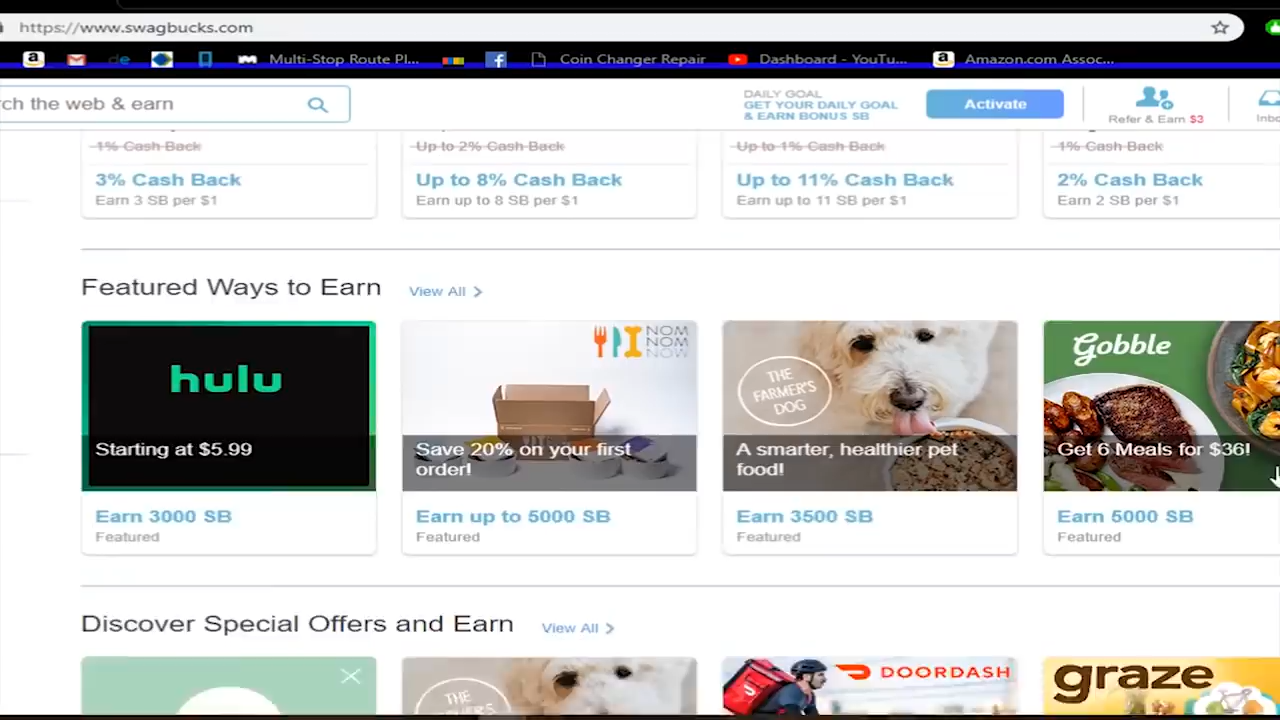 https://www.swagbucks.com
Multi-Stop Route Pl...
Coin Changer Repair
Dashboard - YouTu...
Amazon.com Assoc...
rch the web & earn
DAILY GOAL
GET YOUR DAILY GOAL
& EARN BONUS SB
Activate
Refer & Earn $3
Inbo
1% Cash Back
Up to 2% Cash Back
Up to 1% Cash Back
1% Cash Back
3% Cash Back
Up to 8% Cash Back
Up to 11% Cash Back
2% Cash Back
Earn 3 SB per $1
Earn up to 8 SB per $1
Earn up to 11 SB per $1
Earn 2 SB per $1
Featured Ways to Earn
View All
hulu
Starting at $5.99
Earn 3000 SB
Featured
NOM
NOM
NOW
Save 20% on your first
order!
Earn up to 5000 SB
Featured
THE
FARMER'S
DOG
A smarter, healthier pet
food!
Earn 3500 SB
Featured
Gobble
Get 6 Meals for $36!
Earn 5000 SB
Featured
Discover Special Offers and Earn
View All
THE
DOORDASH
graze